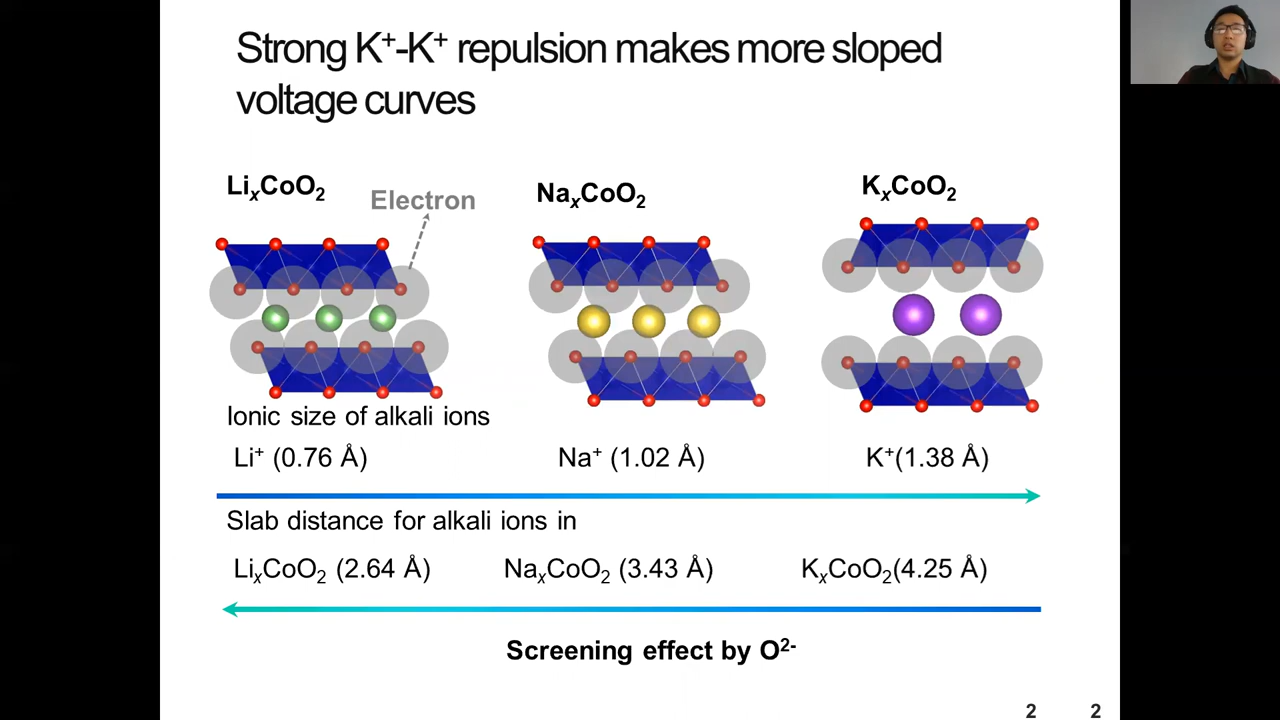 Strong K⁺-K⁺ repulsion makes more sloped
voltage curves
LiₓCoO₂
Electron
NaₓCoO₂
KₓCoO₂
Ionic size of alkali ions
Li⁺ (0.76 Å)
Na⁺ (1.02 Å)
K⁺(1.38 Å)
Slab distance for alkali ions in
LiₓCoO₂ (2.64 Å)
NaₓCoO₂ (3.43 Å)
KₓCoO₂(4.25 Å)
Screening effect by O²⁻
2 2